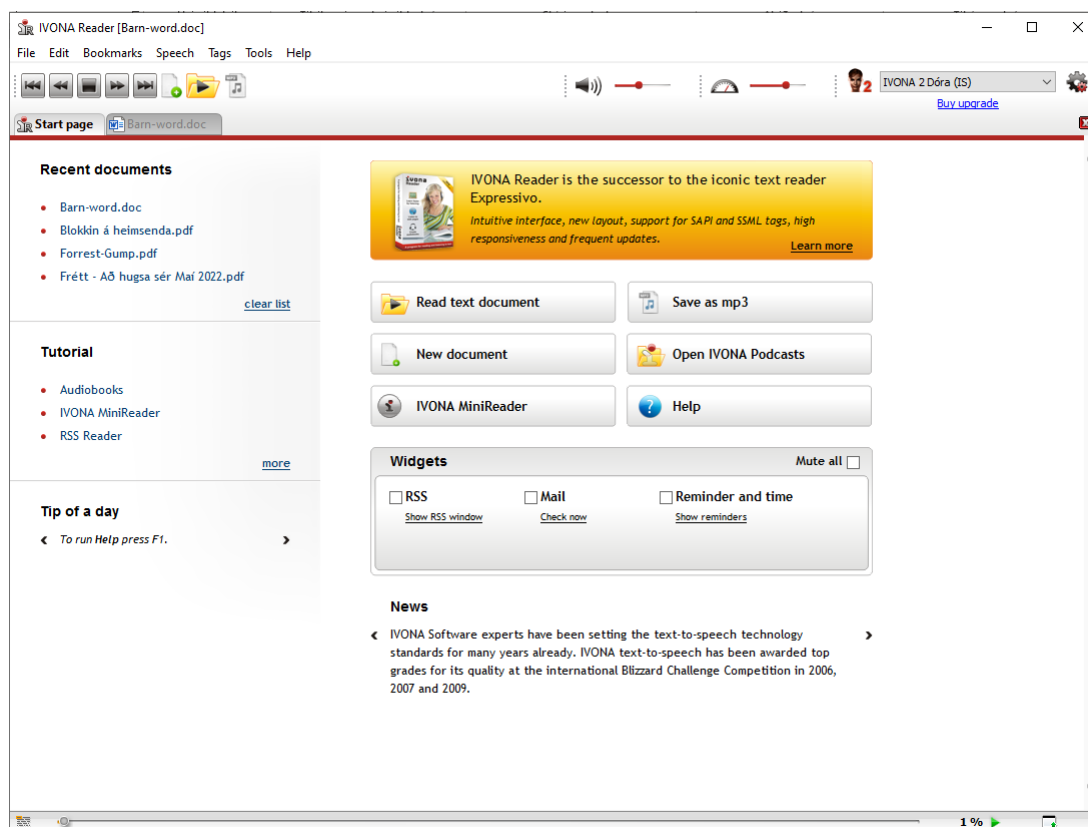 IVONA Reader [Barn-word.doc]
File Edit Bookmarks Speech Tags Tools Help
2 IVONA 2 Dóra (IS)
Buy upgrade
Start page Barn-word.doc
Recent documents
Barn-word.doc
Blokkin á heimsenda.pdf
Forrest-Gump.pdf
Frétt - Að hugsa sér Maí 2022.pdf
clear list
Tutorial
Audiobooks
IVONA MiniReader
RSS Reader
more
Tip of a day
To run Help press F1.
IVONA Reader is the successor to the iconic text reader
Expressivo.
Intuitive interface, new layout, support for SAPI and SSML tags, high
responsiveness and frequent updates.
Learn more
Read text document
Save as mp3
New document
Open IVONA Podcasts
IVONA MiniReader
Help
Widgets
Mute all
RSS
Mail
Reminder and time
Show RSS window
Check now
Show reminders
News
IVONA Software experts have been setting the text-to-speech technology
standards for many years already. IVONA text-to-speech has been awarded top
grades for its quality at the international Blizzard Challenge Competition in 2006,
2007 and 2009.
1 %